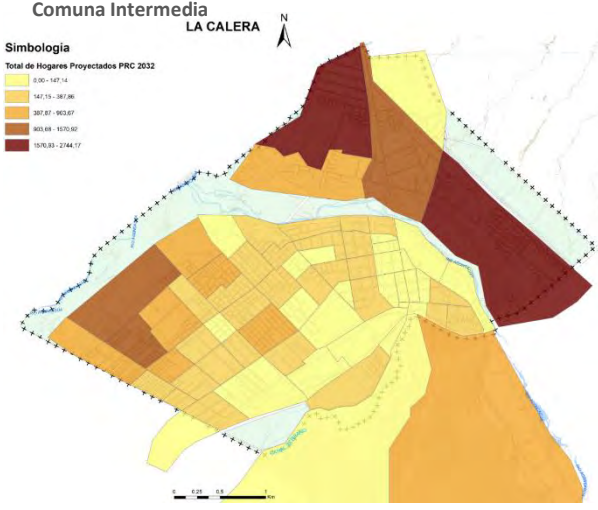 Comuna Intermedia
LA CALERA
N
Simbología
Total de Hogares Proyectados PRC 2032
0,00 - 147,14
147,15 - 387,86
387,87 - 903,67
903,68 - 1570,92
1570,93 - 2744,17
0 0,25 0,5 1
Km